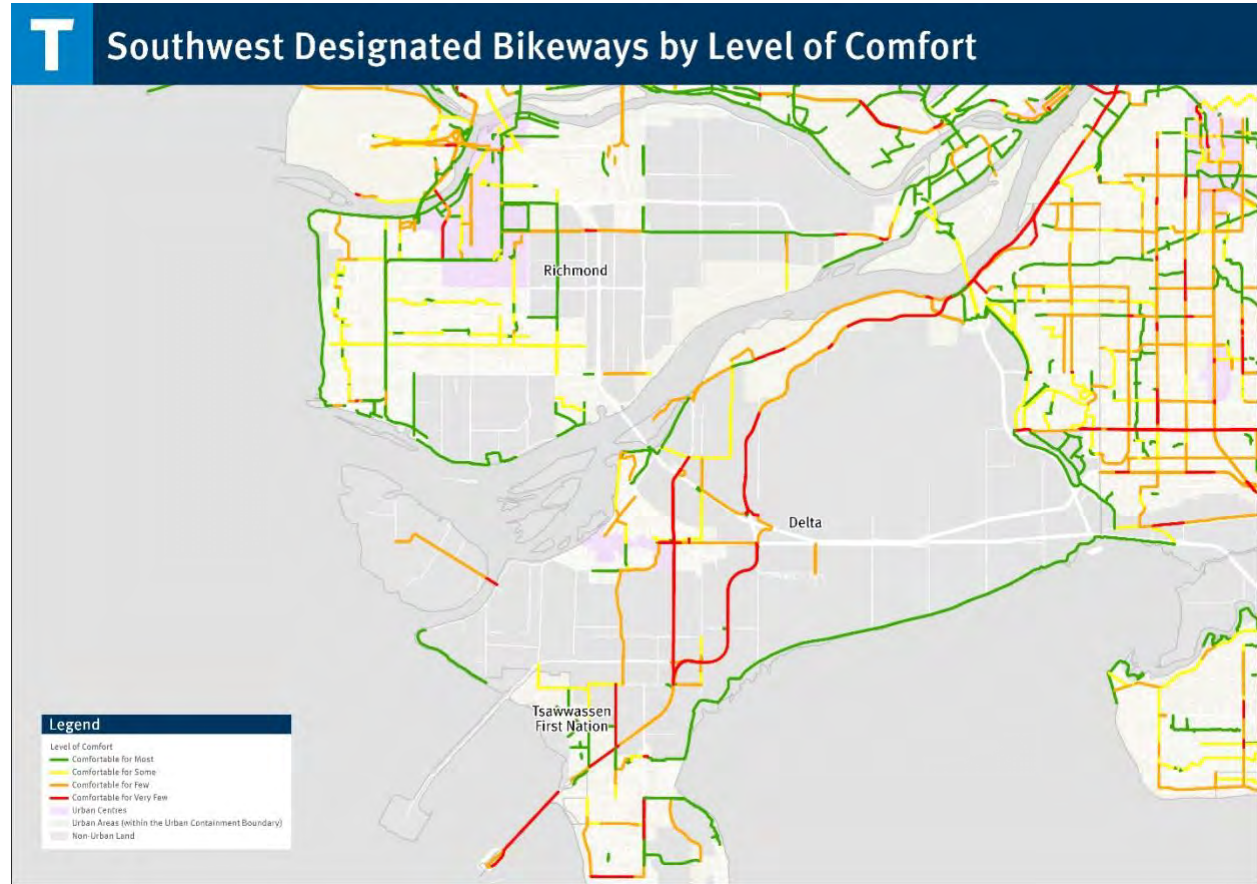 T
Southwest Designated Bikeways by Level of Comfort
Richmond
Delta
Tsawwassen
First Nation
Legend
Level of Comfort
Comfortable for Most
Comfortable for Some
Comfortable for Few
Comfortable for Very Few
Urban Centres
Urban Areas (within the Urban Containment Boundary)
Non-Urban Land